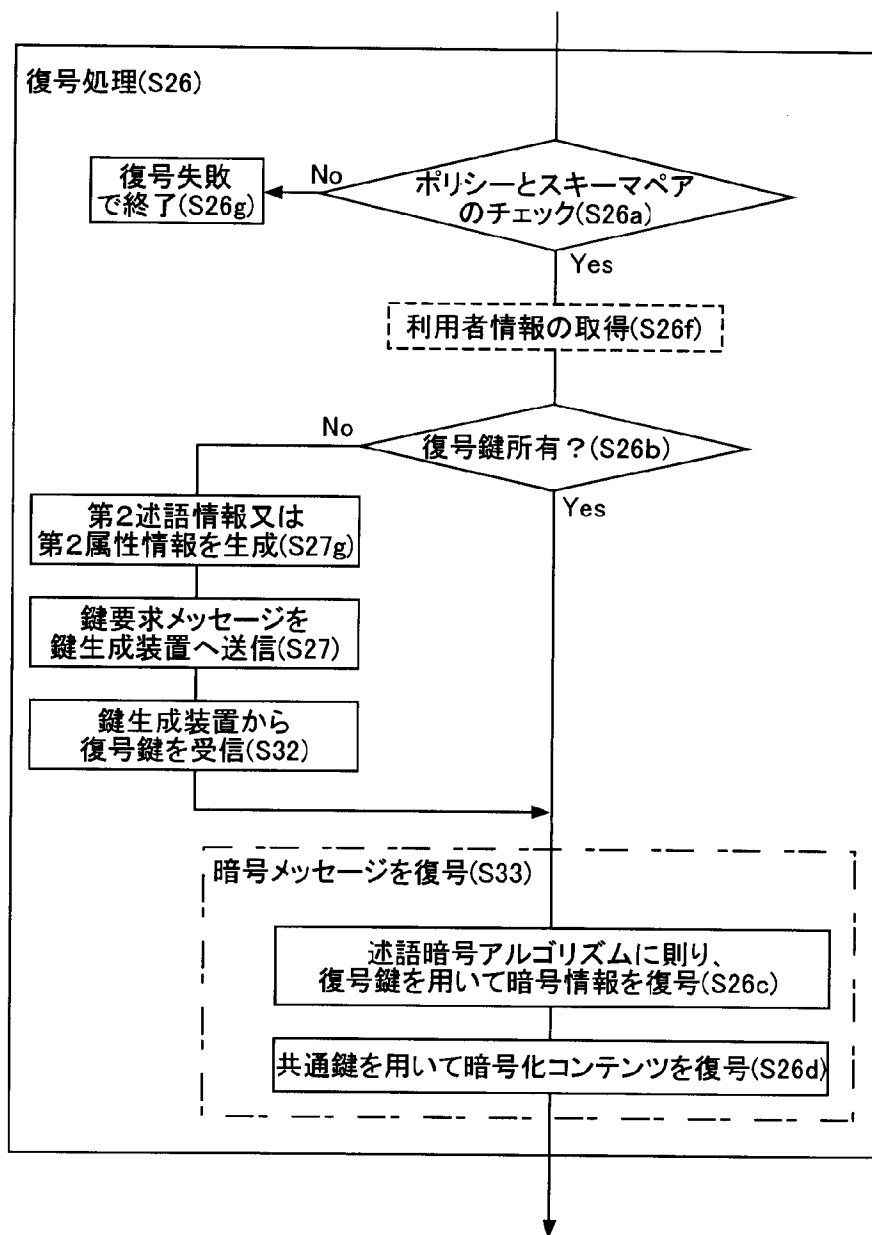 復号処理(S26)
ポリシーとスキーマペア
のチェック(S26a)
No
復号失敗
で終了(S26g)
Yes
利用者情報の取得(S26f)
復号鍵所有？(S26b)
No
Yes
第2述語情報又は
第2属性情報を生成(S27g)
鍵要求メッセージを
鍵生成装置へ送信(S27)
鍵生成装置から
復号鍵を受信(S32)
暗号メッセージを復号(S33)
述語暗号アルゴリズムに則り、
復号鍵を用いて暗号情報を復号(S26c)
共通鍵を用いて暗号化コンテンツを復号(S26d)